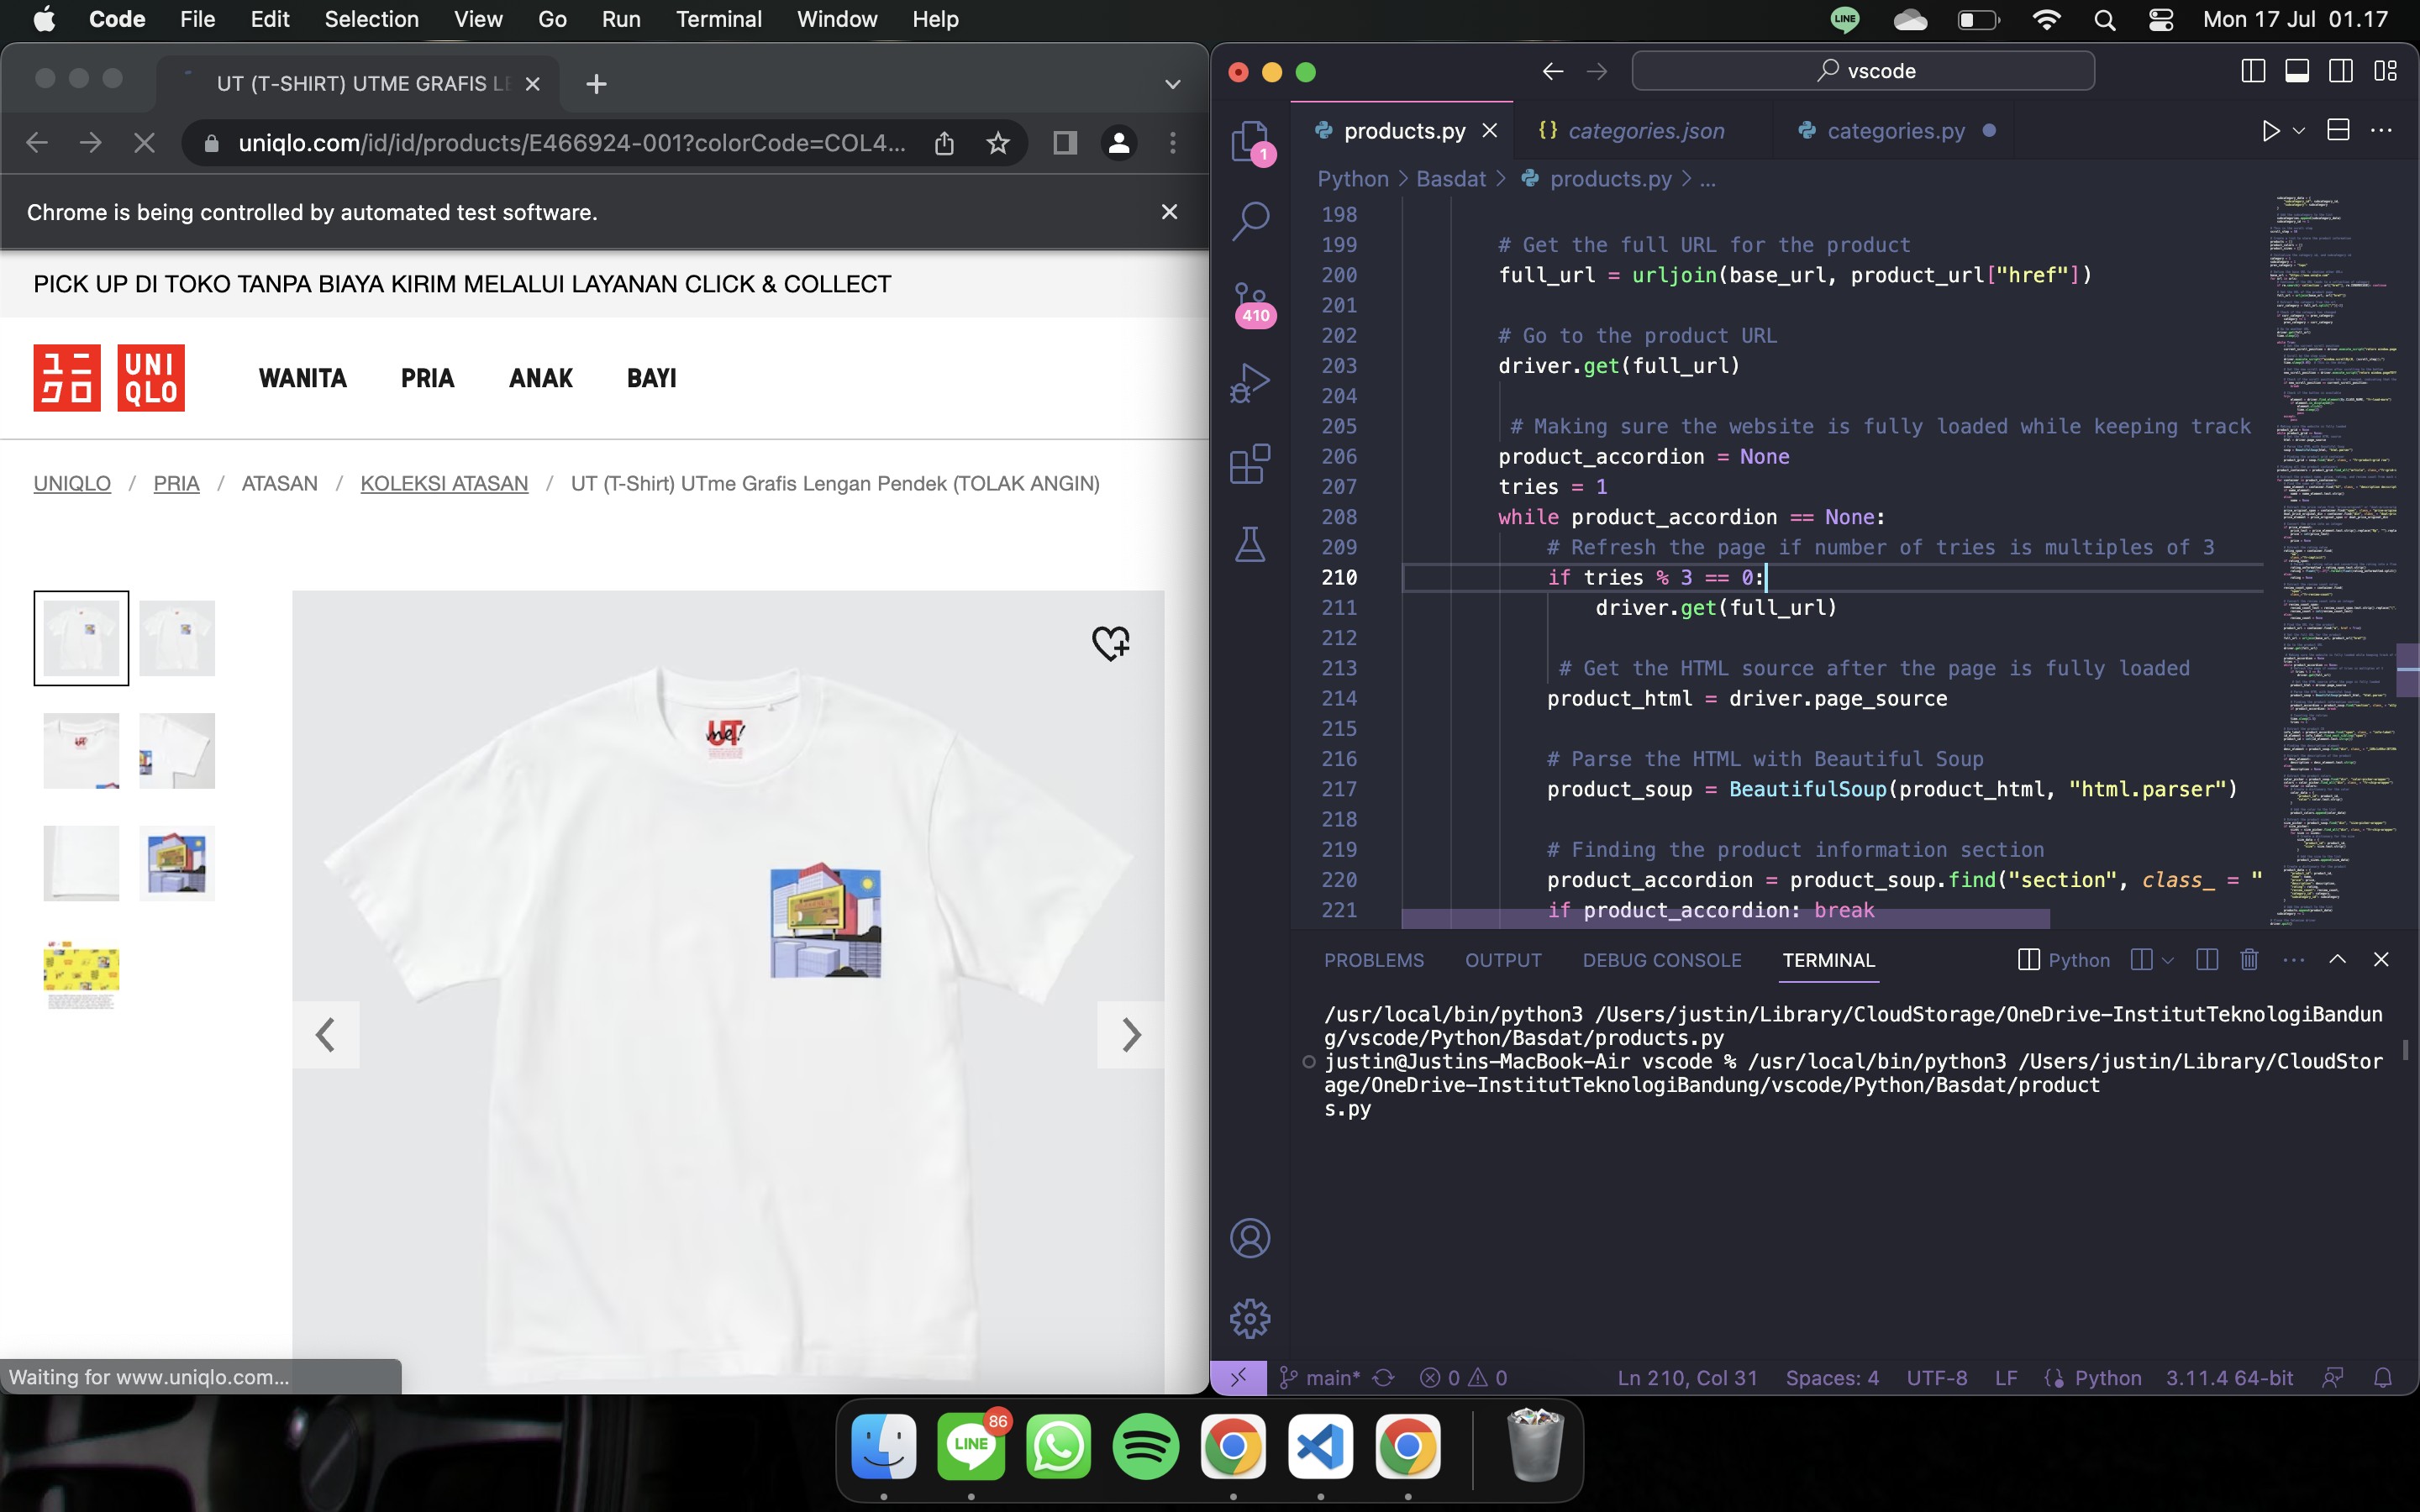 Code File Edit Selection View Go Run Terminal Window Help
LINE
Mon 17 Jul 01.17
UT (T-SHIRT) UTME GRAFIS LE
uniqlo.com/id/id/products/E466924-001?colorCode=COL4...
Chrome is being controlled by automated test software.
PICK UP DI TOKO TANPA BIAYA KIRIM MELALUI LAYANAN CLICK & COLLECT
ユニクロ
UNIQLO
WANITA PRIA ANAK BAYI
UNIQLO / PRIA / ATASAN / KOLEKSI ATASAN / UT (T-Shirt) UTme Grafis Lengan Pendek (TOLAK ANGIN)
UT me!
Waiting for www.uniqlo.com...
vscode
products.py
{} categories.json
categories.py
1
410
Python > Basdat > products.py > ...
198
199 # Get the full URL for the product
200 full_url = urljoin(base_url, product_url["href"])
201
202 # Go to the product URL
203 driver.get(full_url)
204
205 # Making sure the website is fully loaded while keeping track
206 product_accordion = None
207 tries = 1
208 while product_accordion == None:
209 # Refresh the page if number of tries is multiples of 3
210 if tries % 3 == 0:
211 driver.get(full_url)
212
213 # Get the HTML source after the page is fully loaded
214 product_html = driver.page_source
215
216 # Parse the HTML with Beautiful Soup
217 product_soup = BeautifulSoup(product_html, "html.parser")
218
219 # Finding the product information section
220 product_accordion = product_soup.find("section", class_ = "
221 if product_accordion: break
PROBLEMS OUTPUT DEBUG CONSOLE TERMINAL
Python
/usr/local/bin/python3 /Users/justin/Library/CloudStorage/OneDrive-InstitutTeknologiBandun
g/vscode/Python/Basdat/products.py
justin@Justins-MacBook-Air vscode % /usr/local/bin/python3 /Users/justin/Library/CloudStor
age/OneDrive-InstitutTeknologiBandung/vscode/Python/Basdat/product
s.py
main* 0 0 Ln 210, Col 31 Spaces: 4 UTF-8 LF Python 3.11.4 64-bit
LINE
86